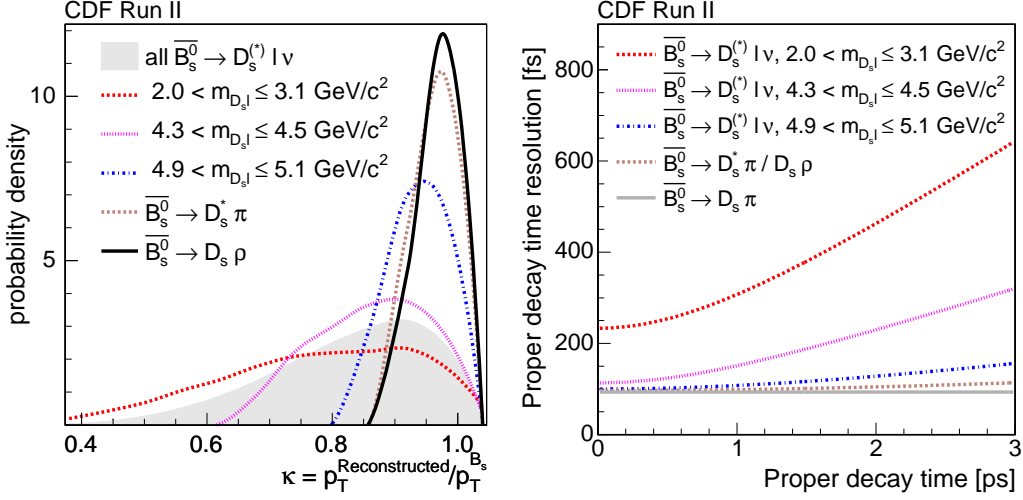 CDF Run II
all B̅s⁰ → Ds(*) l ν
2.0 < mDsl ≤ 3.1 GeV/c²
4.3 < mDsl ≤ 4.5 GeV/c²
4.9 < mDsl ≤ 5.1 GeV/c²
B̅s⁰ → Ds* π
B̅s⁰ → Ds ρ
probability density
10
5
0.4 0.6 0.8 1.0
κ = pT^Reconstructed/pT^Bs
CDF Run II
B̅s⁰ → Ds(*) l ν, 2.0 < mDsl ≤ 3.1 GeV/c²
B̅s⁰ → Ds(*) l ν, 4.3 < mDsl ≤ 4.5 GeV/c²
B̅s⁰ → Ds(*) l ν, 4.9 < mDsl ≤ 5.1 GeV/c²
B̅s⁰ → Ds* π / Ds ρ
B̅s⁰ → Ds π
Proper decay time resolution [fs]
800
600
400
200
0
0 1 2 3
Proper decay time [ps]